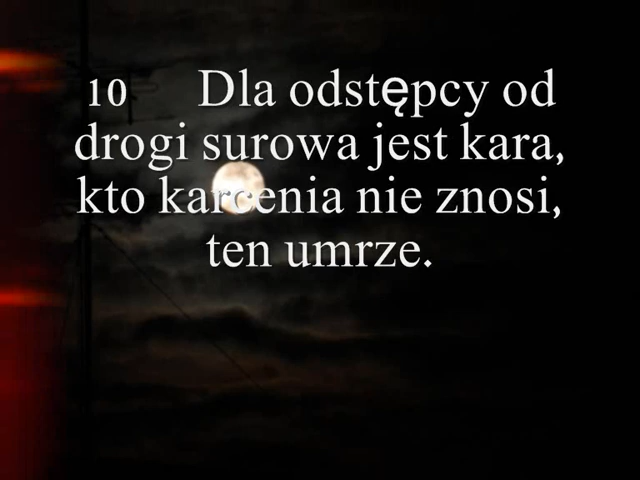 10 Dla odstępcy od
drogi surowa jest kara,
kto karcenia nie znosi,
ten umrze.